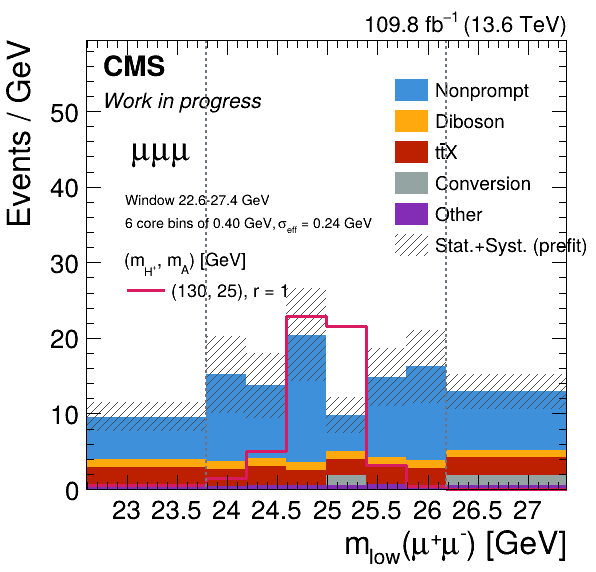 109.8 fb⁻¹ (13.6 TeV)
CMS
Work in progress
μμμ
Window 22.6-27.4 GeV
6 core bins of 0.40 GeV, σeff = 0.24 GeV
(mH⁺, mA) [GeV]
(130, 25), r = 1
Nonprompt
Diboson
tt̄X
Conversion
Other
Stat.+Syst. (prefit)
Events / GeV
50
40
30
20
10
0
23 23.5 24 24.5 25 25.5 26 26.5 27
mlow(μ⁺μ⁻) [GeV]